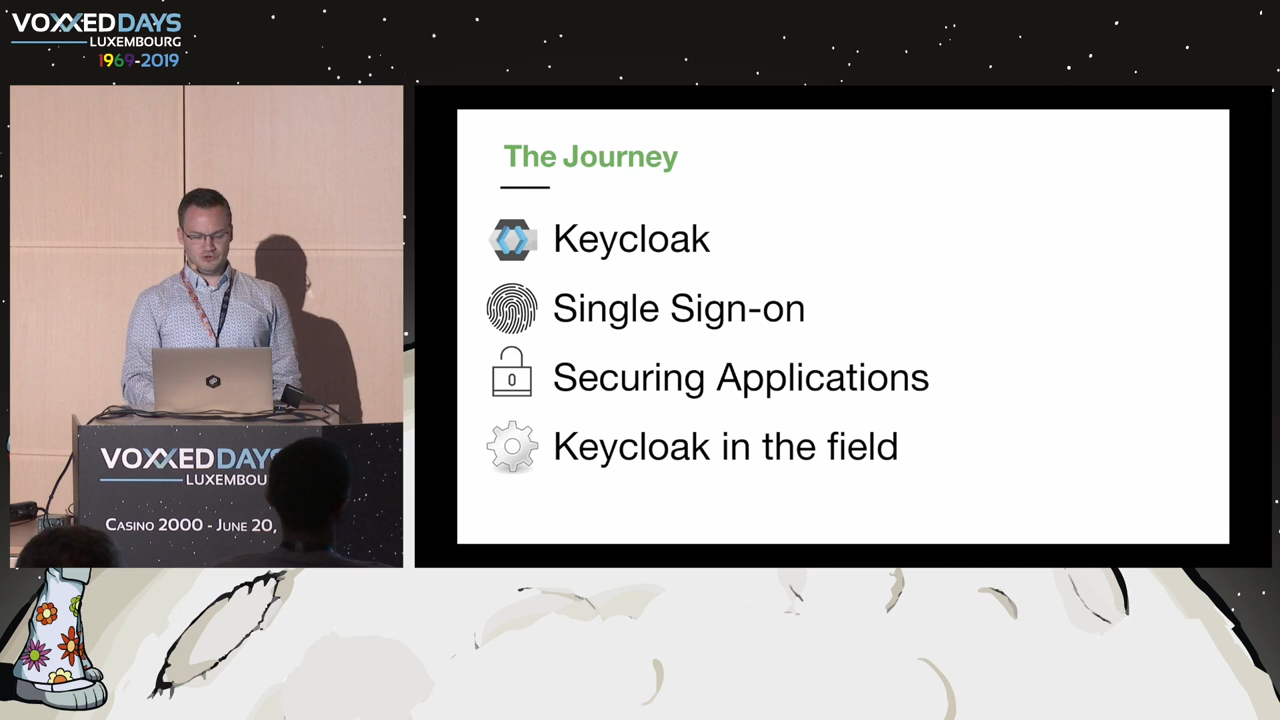 VOXXEDDAYS
LUXEMBOURG
1969-2019
The Journey
Keycloak
Single Sign-on
Securing Applications
Keycloak in the field
VOXXEDDAYS
LUXEMBOU
CASINO 2000 - JUNE 20,